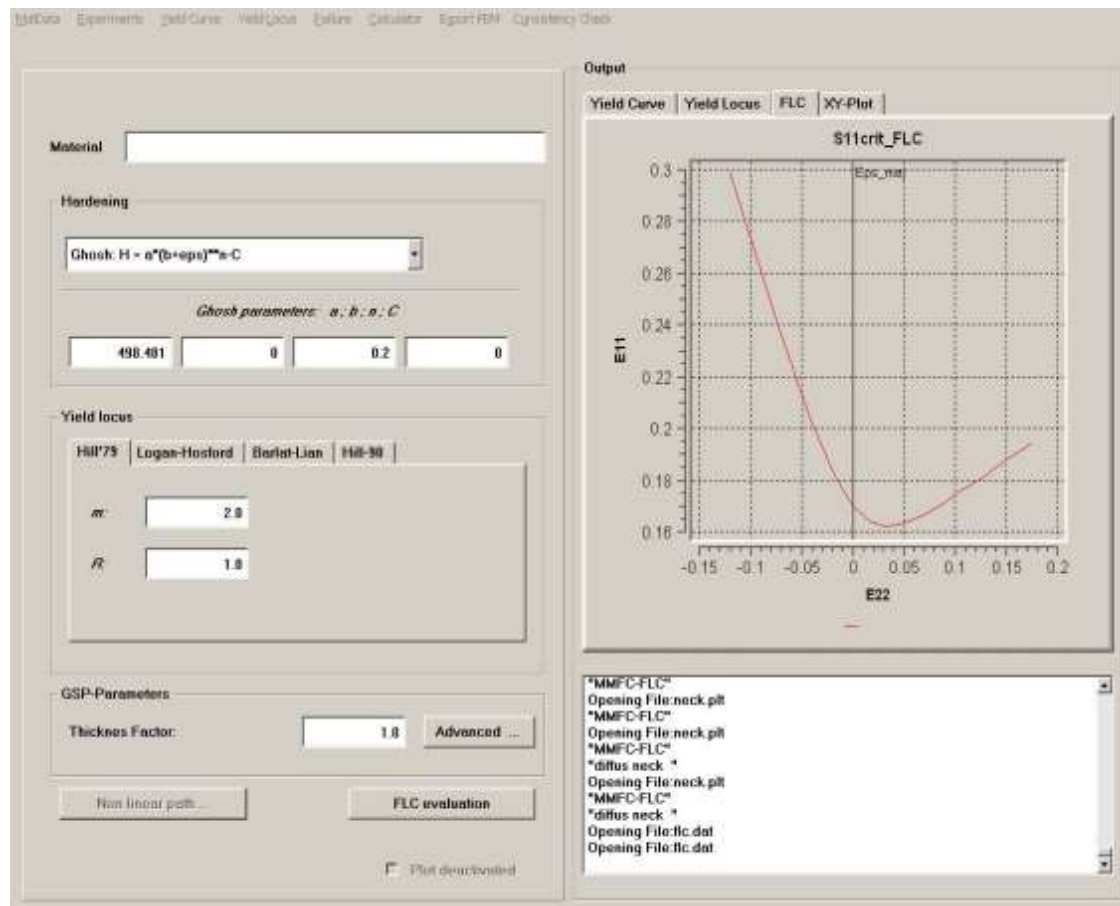 MatData Experiments Yield Curve Yield Locus Failure Calculator Export FEM Consistency Check
Material
Hardening
Ghosh: H = a*(b+eps)**n-C
Ghosh parameters: a ; b ; n ; C
498.481 0 0.2 0
Yield locus
Hill'79 Logan-Hosford Barlat-Lian Hill-90
m: 2.0
R: 1.0
GSP-Parameters
Thicknes Factor: 1.0 Advanced ...
Non linear path... FLC evaluation
Plot deactivated
Output
Yield Curve Yield Locus FLC XY-Plot
S11crit_FLC
0.3
0.28
0.26
0.24
0.22
0.2
0.18
0.16
E11
-0.15 -0.1 -0.05 0 0.05 0.1 0.15 0.2
E22
"MMFC-FLC"
Opening File:neck.plt
"MMFC-FLC"
Opening File:neck.plt
"MMFC-FLC"
"diffus neck "
Opening File:neck.plt
"MMFC-FLC"
"diffus neck "
Opening File:flc.dat
Opening File:flc.dat